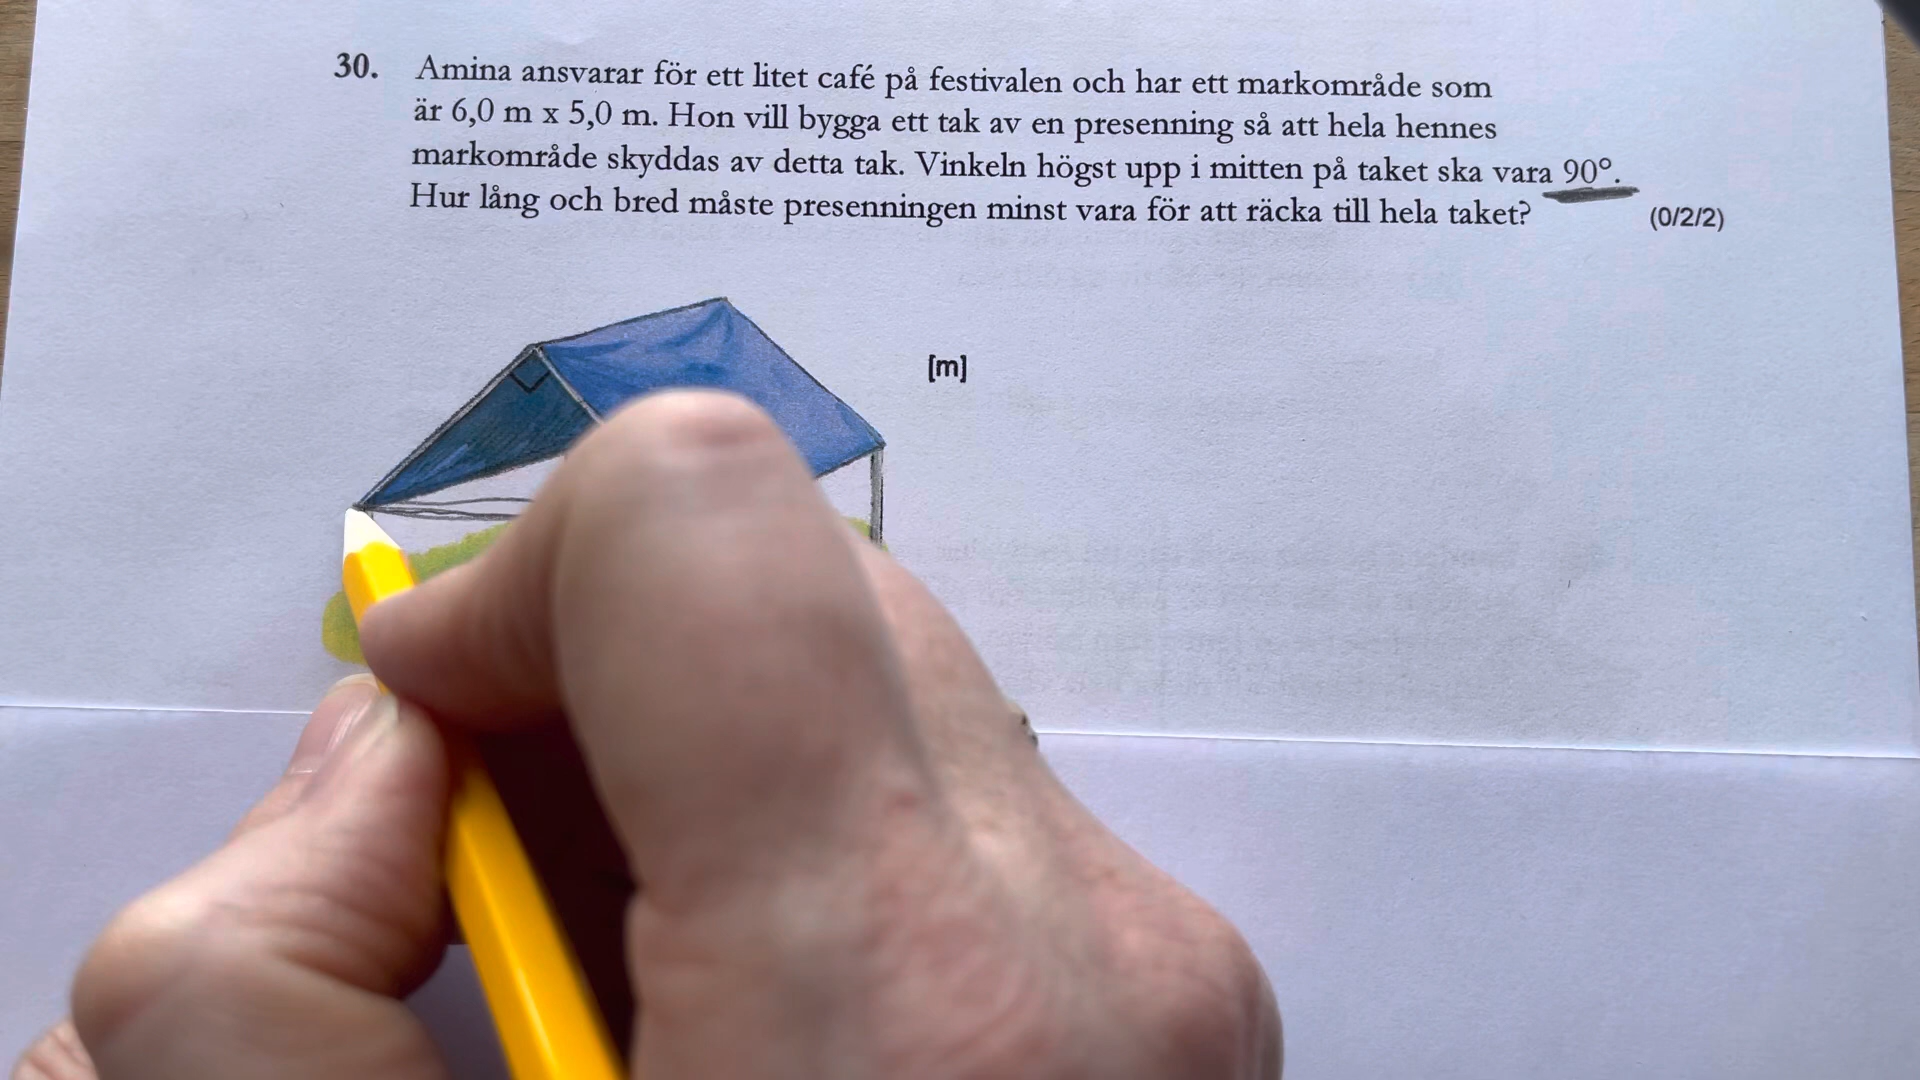 30. Amina ansvarar för ett litet café på festivalen och har ett markområde som
är 6,0 m x 5,0 m. Hon vill bygga ett tak av en presenning så att hela hennes
markområde skyddas av detta tak. Vinkeln högst upp i mitten på taket ska vara 90°.
Hur lång och bred måste presenningen minst vara för att räcka till hela taket?
(0/2/2)
[m]